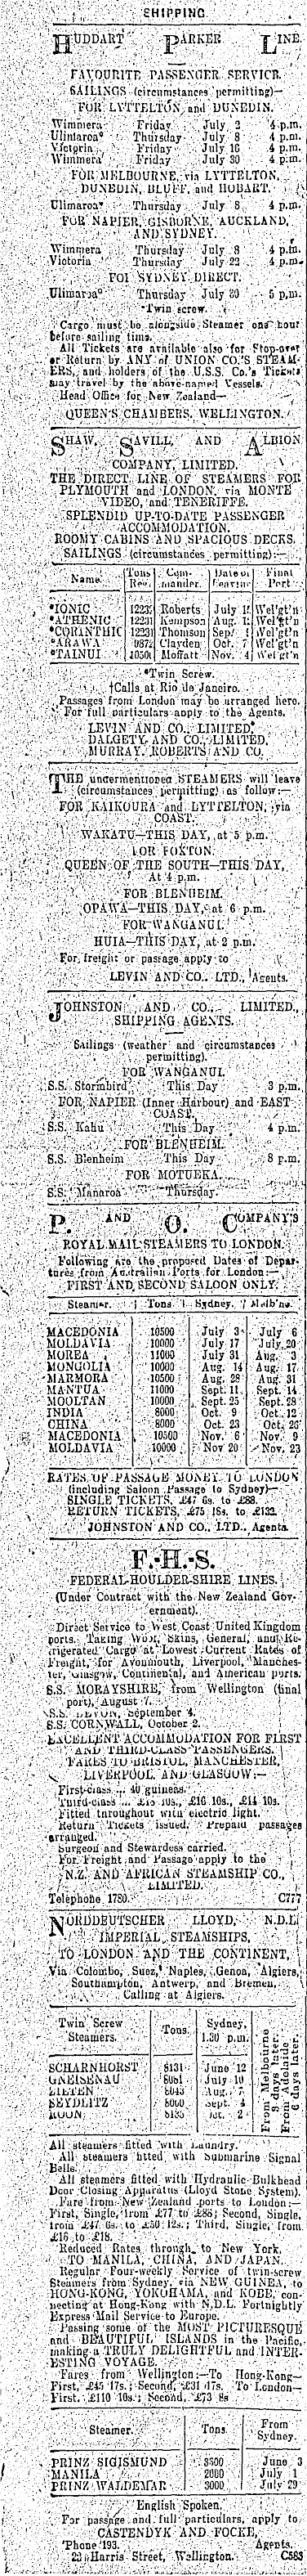 SHIPPING.
HUDDART PARKER LINE
FAVOURITE PASSENGER SERVICE.
SAILINGS (circumstances permitting)—
FOR LYTTELTON and DUNEDIN.
Wimmera Friday July 2 4 p.m.
Ulimaroa* Thursday July 8 4 p.m.
Victoria Friday July 16 4 p.m.
Wimmera Friday July 30 4 p.m.
FOR MELBOURNE, via LYTTELTON,
DUNEDIN, BLUFF, and HOBART.
Ulimaroa* Thursday July 8 4 p.m.
FOR NAPIER, GISBORNE, AUCKLAND,
AND SYDNEY.
Wimmera Thursday July 8 4 p.m.
Victoria Thursday July 22 4 p.m.
FOR SYDNEY DIRECT.
Ulimaroa* Thursday July 5 p.m.
*Twin screw.
Cargo must be alongside Steamer one hour
before sailing time.
All Tickets are available also for Stop-over
or Return by ANY of UNION CO.'S STEAM-
ERS, and holders of the U.S.S. Co.'s Tickets
may travel by the above-named Vessels.
Head Office for New Zealand—
QUEEN'S CHAMBERS, WELLINGTON.
SHAW, SAVILL, AND ALBION
COMPANY, LIMITED.
THE DIRECT LINE OF STEAMERS FOR
PLYMOUTH and LONDON, via MONTE
VIDEO, and TENERIFFE.
SPLENDID UP-TO-DATE PASSENGER
ACCOMMODATION.
ROOMY CABINS AND SPACIOUS DECKS.
SAILINGS (circumstances permitting):—
Name. Tons Reg. Com-mander. Date of Leaving Final Port
*IONIC Roberts July Wel'gt'n
*ATHENIC 12231 Kempson Aug. Wel'gt'n
*CORINTHIC 12231 Thomson Sep. Wel'gt'n
*ARAWA 9872 Clayden Oct. 7 Wel'gt'n
*TAINUI Moffatt Nov. 4 Wel'gt'n
*Twin Screw.
†Calls at Rio de Janeiro.
Passages from London may be arranged here.
For full particulars apply to the Agents.
LEVIN AND CO., LIMITED,
DALGETY AND CO., LIMITED,
MURRAY, ROBERTS AND CO.
THE undermentioned STEAMERS will leave
(circumstances permitting) as follow:—
FOR KAIKOURA and LYTTELTON, via
COAST.
WAKATU—THIS DAY, at 5 p.m.
FOR FOXTON.
QUEEN OF THE SOUTH—THIS DAY,
At 4 p.m.
FOR BLENHEIM.
OPAWA—THIS DAY, at 6 p.m.
FOR WANGANUI.
HUIA—THIS DAY, at 2 p.m.
For freight or passage apply to
LEVIN AND CO., LTD., Agents.
JOHNSTON AND CO., LIMITED,
SHIPPING AGENTS.
Sailings (weather and circumstances
permitting).
FOR WANGANUI.
S.S. Stormbird This Day 3 p.m.
FOR NAPIER (Inner Harbour) and EAST
COAST.
S.S. Kahu This Day 4 p.m.
FOR BLENHEIM.
S.S. Blenheim This Day 8 p.m.
FOR MOTUEKA.
S.S. Manaroa Thursday.
P. AND O. COMPANY'S
ROYAL MAIL STEAMERS TO LONDON.
Following are the proposed Dates of Depar-
tures from Australian Ports for London:—
FIRST AND SECOND SALOON ONLY.
Steamer. Tons Sydney. Melb'ne.
MACEDONIA 10500 July 3 July 6
MOLDAVIA 10000 July 17 July 20
MOREA 11000 July 31 Aug. 3
MONGOLIA 10000 Aug. 14 Aug. 17
MARMORA 10500 Aug. 28 Aug. 31
MANTUA 11000 Sept. 11 Sept. 14
MOOLTAN 10000 Sept. 25 Sept. 28
INDIA 8000 Oct. 9 Oct. 12
CHINA 8000 Oct. 23 Oct. 26
MACEDONIA 10500 Nov. 6 Nov. 9
MOLDAVIA 10000 Nov 20 Nov. 23
RATES OF PASSAGE MONEY TO LONDON
(including Saloon Passage to Sydney)—
SINGLE TICKETS, £47 6s. to £88.
RETURN TICKETS, £75 18s. to £132.
JOHNSTON AND CO., LTD., Agents.
F.-H.-S.
FEDERAL-HOULDER-SHIRE LINES.
(Under Contract with the New Zealand Gov-
ernment).
Direct Service to West Coast United Kingdom
ports. Taking Wool, Skins, General, and Re-
frigerated Cargo at Lowest Current Rates of
Freight, for Avonmouth, Liverpool, Manches-
ter, Glasgow, Continental, and American ports.
S.S. MORAYSHIRE, from Wellington (final
port), August 7.
S.S. DEVON, September 4.
S.S. CORNWALL, October 2.
EXCELLENT ACCOMMODATION FOR FIRST
AND THIRD-CLASS PASSENGERS.
FARES TO BRISTOL, MANCHESTER,
LIVERPOOL, AND GLASGOW:—
First-class ... 40 guineas.
Third-class ... 10s., £16 10s., £14 10s.
Fitted throughout with electric light.
Return Tickets issued. Prepaid passages
arranged.
Surgeon and Stewardess carried.
For Freight and Passage apply to the
N.Z. AND AFRICAN STEAMSHIP CO.,
LIMITED.
Telephone 1780. C777
NORDDEUTSCHER LLOYD, N.D.L.
IMPERIAL STEAMSHIPS,
TO LONDON AND THE CONTINENT,
Via Colombo, Suez, Naples, Genoa, Algiers,
Southampton, Antwerp, and Bremen.
Calling at Algiers.
Twin Screw Steamers. Tons. Sydney, 1.30 p.m. From Melbourne 3 days later. From Adelaide 6 days later.
SCHARNHORST 8131 June 12
GNEISENAU 8081 July 10
ZIETEN 8043 Aug. 7
SEYDLITZ 8000 Sept. 4
ROON Oct. 2
All steamers fitted with Laundry.
All steamers fitted with Submarine Signal
Bells.
All steamers fitted with Hydraulic Bulkhead
Door Closing Apparatus (Lloyd Stone System).
Fare from New Zealand ports to London:—
First, Single, from £77 to £88; Second, Single,
from £47 6s. to £50 12s.; Third, Single, from
£16 to £18.
Reduced Rates through to New York.
TO MANILA, CHINA, AND JAPAN.
Regular Four-weekly Service of twin-screw
Steamers from Sydney, via NEW GUINEA, to
HONG-KONG, YOKOHAMA, and KOBE, con-
necting at Hong-Kong with N.D.L. Fortnightly
Express Mail Service to Europe.
Passing some of the MOST PICTURESQUE
and BEAUTIFUL ISLANDS in the Pacific,
making a TRULY DELIGHTFUL and INTER-
ESTING VOYAGE.
Fares from Wellington:—To Hong-Kong—
First, £45 17s.; Second, £31 17s. To London—
First, £110 10s.; Second, £73 8s
Steamer. Tons. From Sydney.
PRINZ SIGISMUND 3300 June 3
MANILA 2000 July 1
PRINZ WALDEMAR 3000 July 29
English Spoken.
For passage and full particulars, apply to
CASTENDYK AND FOCKE,
'Phone 193. Agents.
22 Harris Street, Wellington. C583